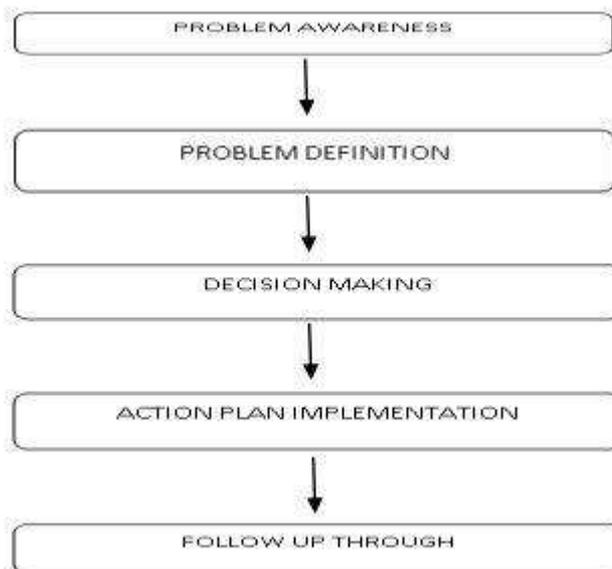 PROBLEM AWARENESS
PROBLEM DEFINITION
DECISION MAKING
ACTION PLAN IMPLEMENTATION
FOLLOW UP THROUGH